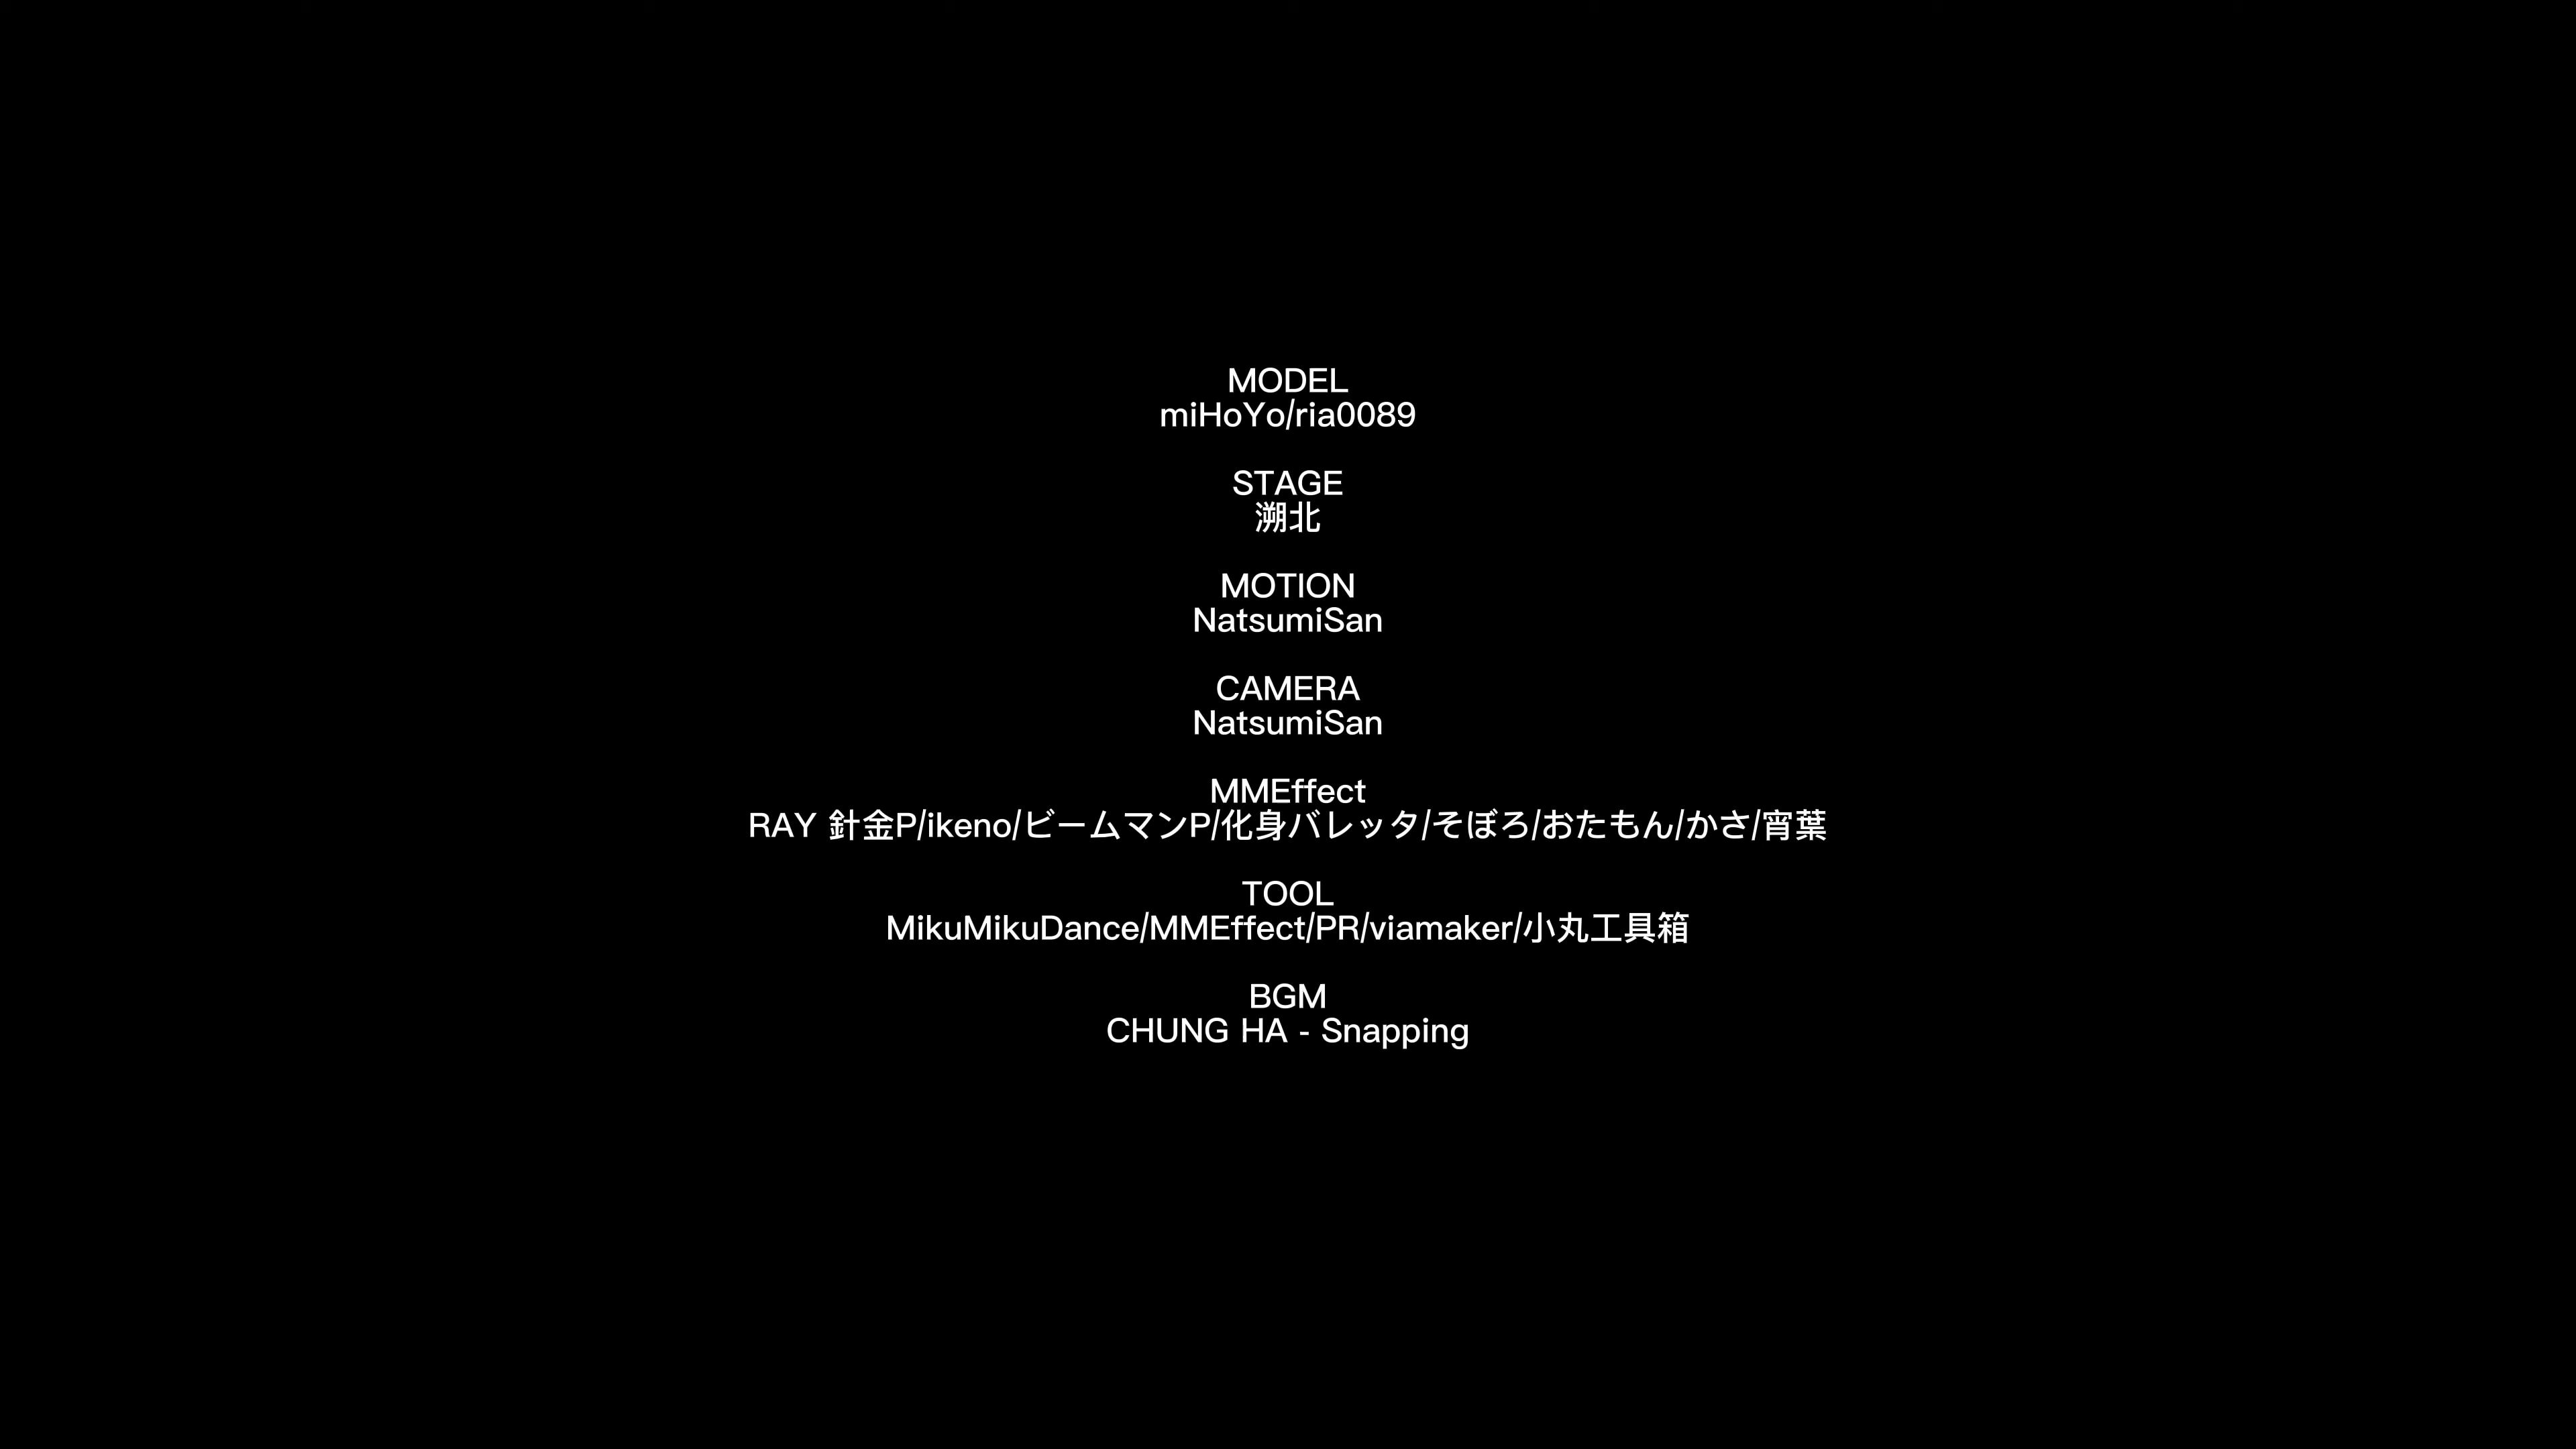 MODEL
miHoYo/ria0089
STAGE
溯北
MOTION
NatsumiSan
CAMERA
NatsumiSan
MMEffect
RAY 針金P/ikeno/ビームマンP/化身バレッタ/そぼろ/おたもん/かさ/宵葉
TOOL
MikuMikuDance/MMEffect/PR/viamaker/小丸工具箱
BGM
CHUNG HA - Snapping